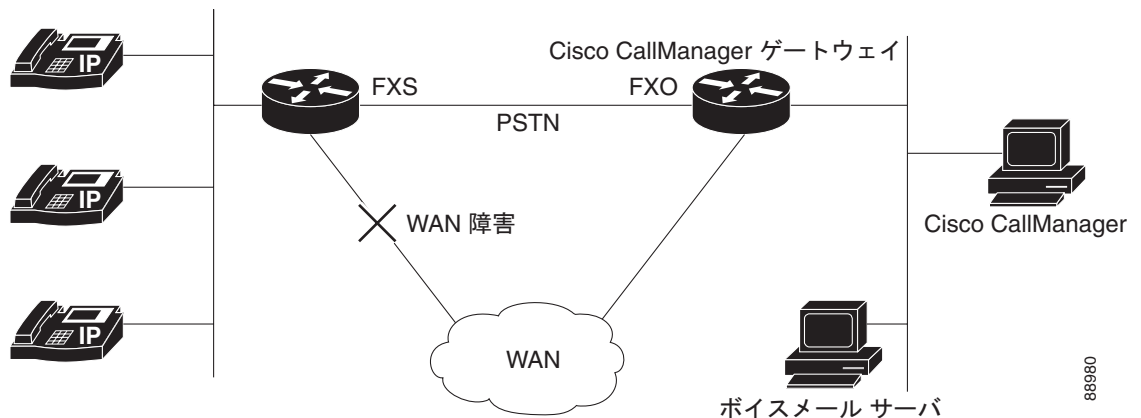 IP
Cisco CallManager ゲートウェイ
FXS
FXO
PSTN
IP
WAN 障害
Cisco CallManager
IP
WAN
ボイスメール サーバ
88980